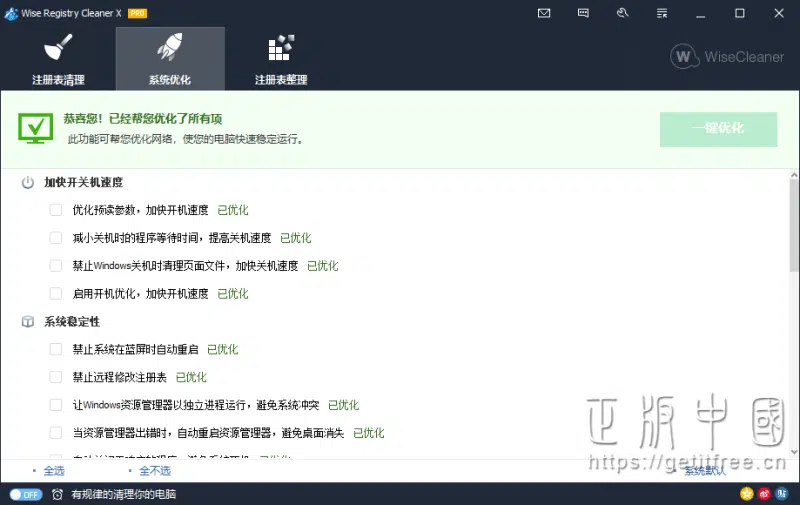 Wise Registry Cleaner X PRO
注册表清理
系统优化
注册表整理
W WiseCleaner
恭喜您！已经帮您优化了所有项
此功能可帮您优化网络，使您的电脑快速稳定运行。
一键优化
加快开关机速度
优化预读参数，加快开机速度 已优化
减小关机时的程序等待时间，提高关机速度 已优化
禁止Windows关机时清理页面文件，加快关机速度 已优化
启用开机优化，加快开机速度 已优化
系统稳定性
禁止系统在蓝屏时自动重启 已优化
禁止远程修改注册表 已优化
让Windows资源管理器以独立进程运行，避免系统冲突 已优化
当资源管理器出错时，自动重启资源管理器，避免桌面消失 已优化
正版中國
https://getitfree.cn
全选
全不选
系统默认
OFF 有规律的清理你的电脑